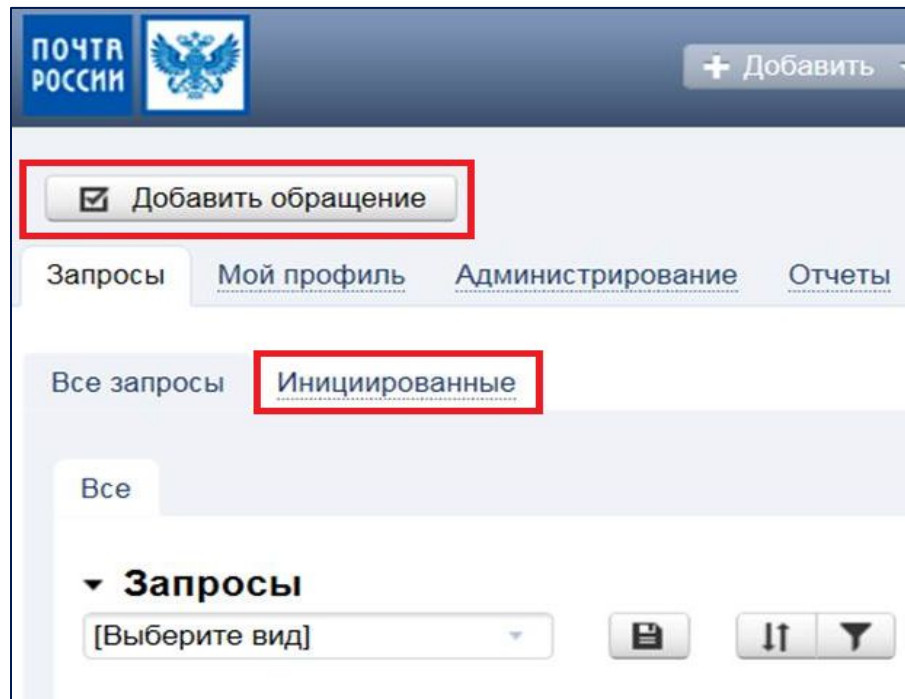 ПОЧТА
РОССИИ
Добавить
Добавить обращение
Запросы Мой профиль Администрирование Отчеты
Все запросы Инициированные
Все
Запросы
[Выберите вид]